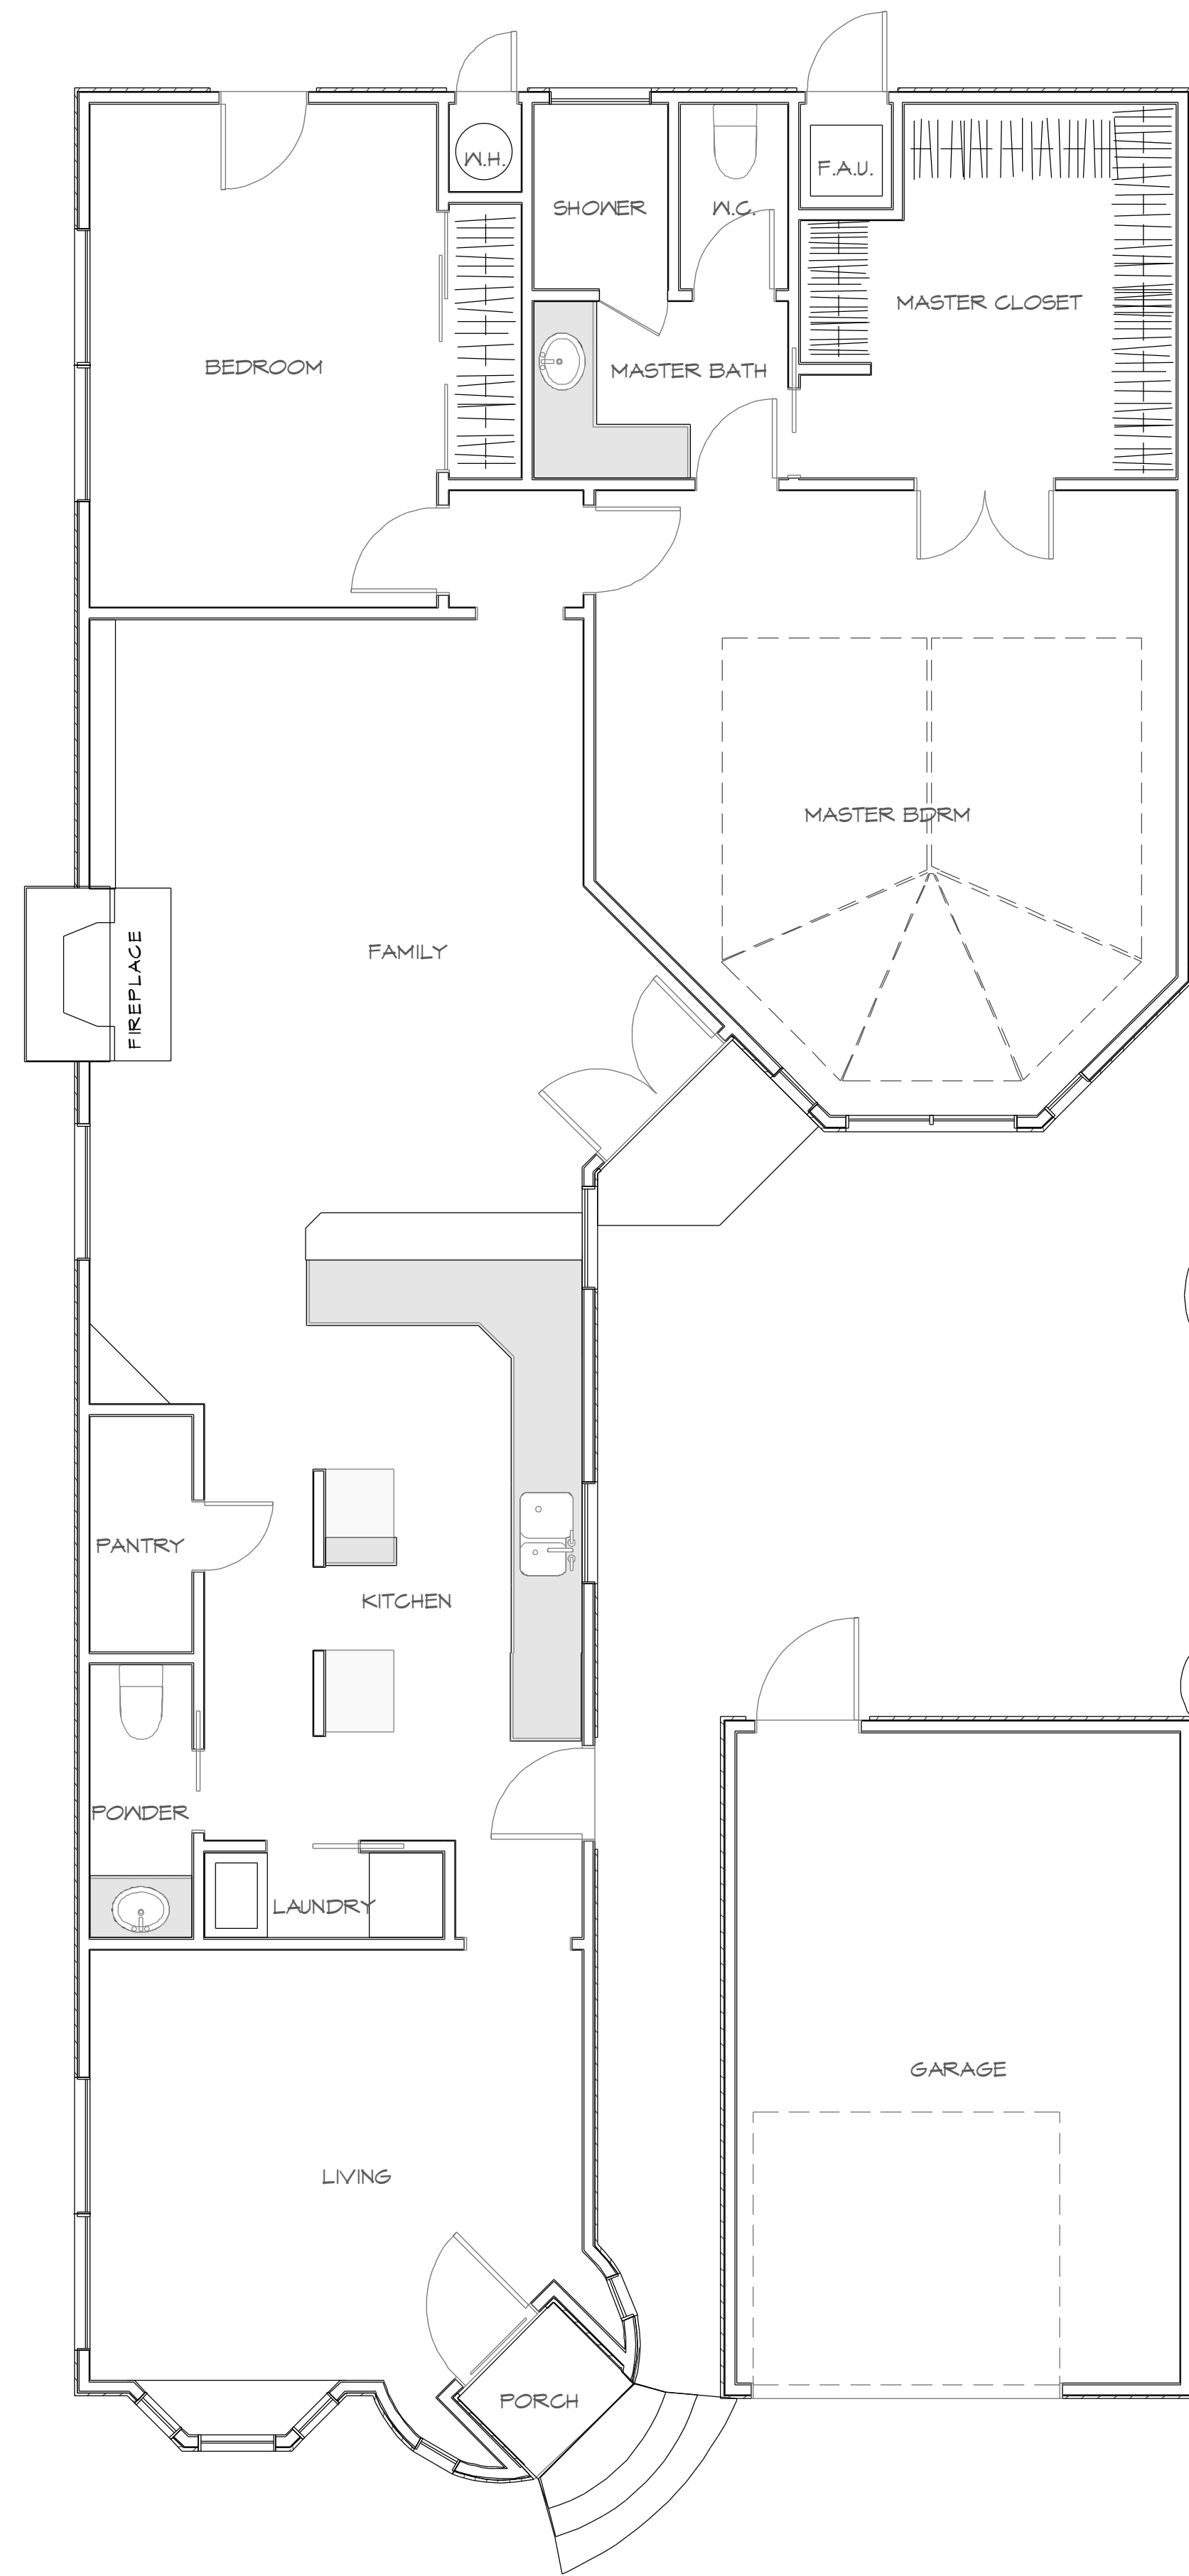 W.H.
F.A.U.
SHOWER
W.C.
MASTER CLOSET
BEDROOM
MASTER BATH
MASTER BDRM
FAMILY
FIREPLACE
PANTRY
KITCHEN
POWDER
LAUNDRY
GARAGE
LIVING
PORCH